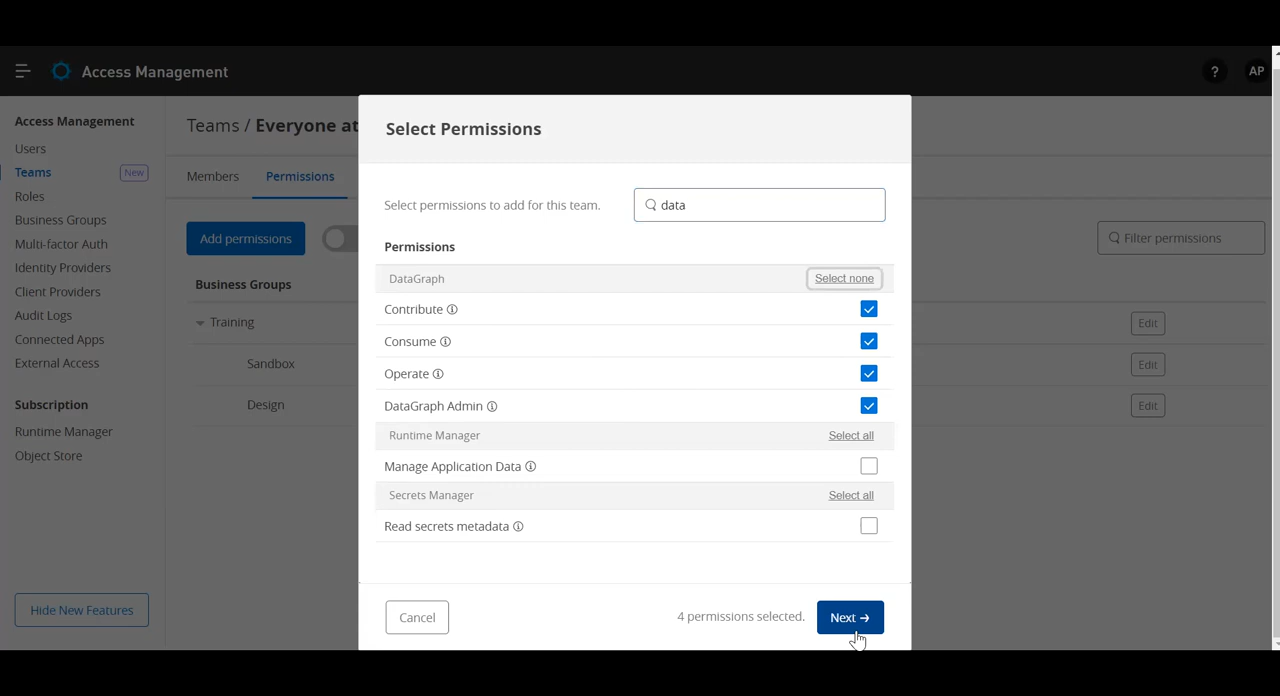 Access Management
?
AP
Access Management
Users
Teams New
Roles
Business Groups
Multi-factor Auth
Identity Providers
Client Providers
Audit Logs
Connected Apps
External Access
Subscription
Runtime Manager
Object Store
Hide New Features
Teams / Everyone at
Members Permissions
Add permissions
Filter permissions
Business Groups
Training Edit
Sandbox Edit
Design Edit
Select Permissions
Select permissions to add for this team.
data
Permissions
DataGraph Select none
Contribute
Consume
Operate
DataGraph Admin
Runtime Manager Select all
Manage Application Data
Secrets Manager Select all
Read secrets metadata
Cancel 4 permissions selected. Next →